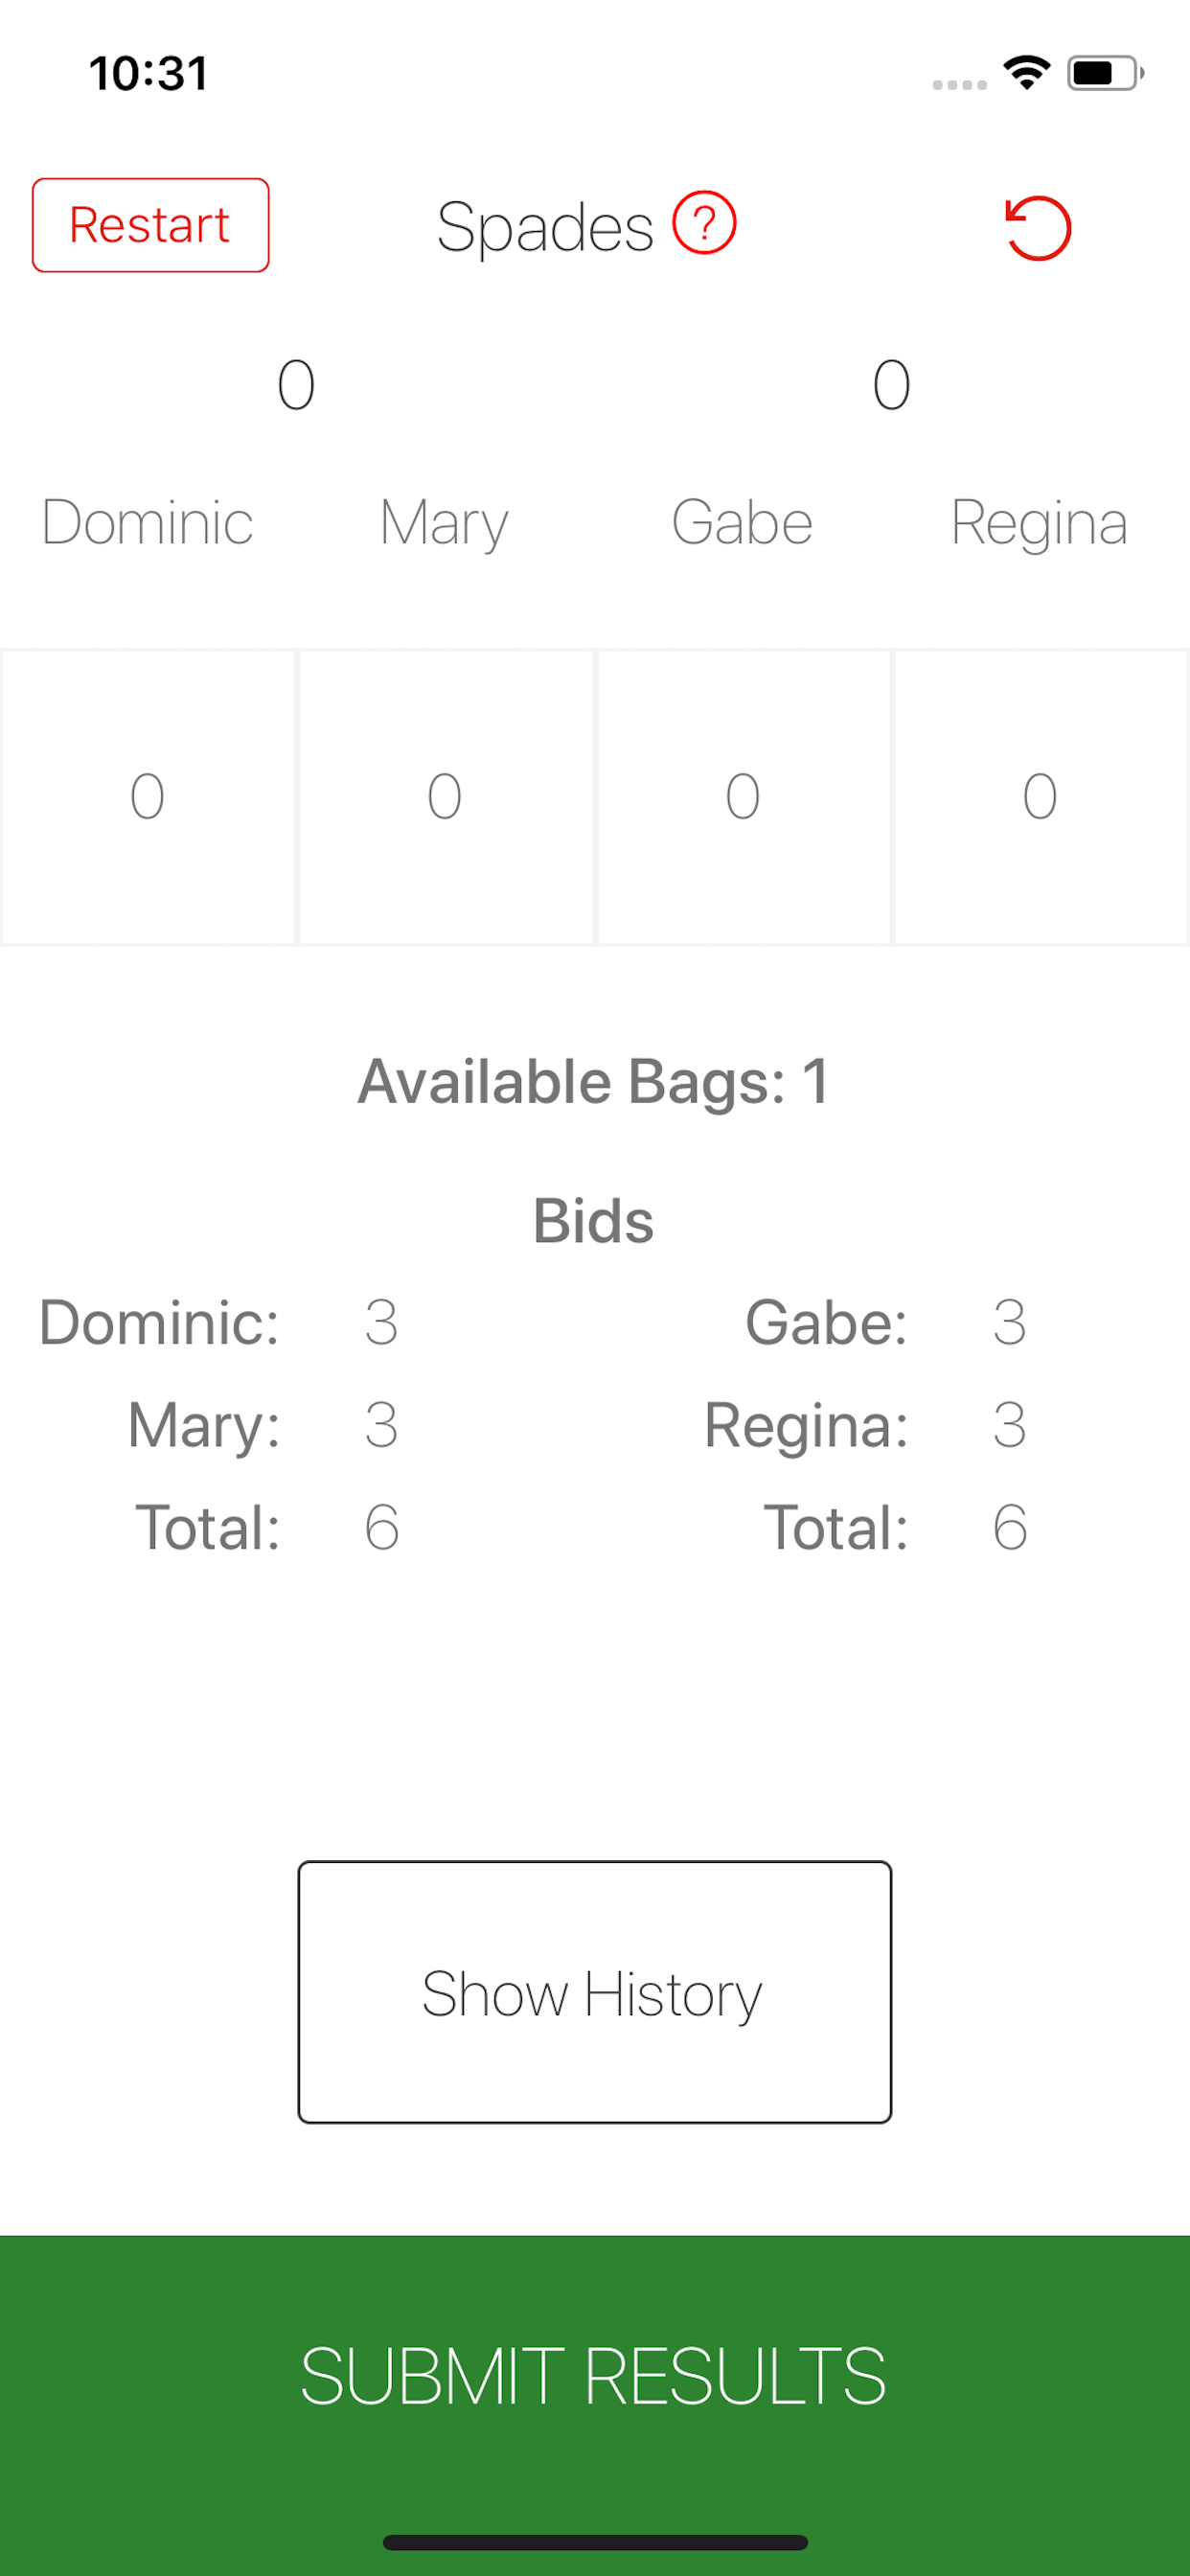 10:31
Restart Spades ?
0 0
Dominic Mary Gabe Regina
0 0 0 0
Available Bags: 1
Bids
Dominic: 3 Gabe: 3
Mary: 3 Regina: 3
Total: 6 Total: 6
Show History
SUBMIT RESULTS